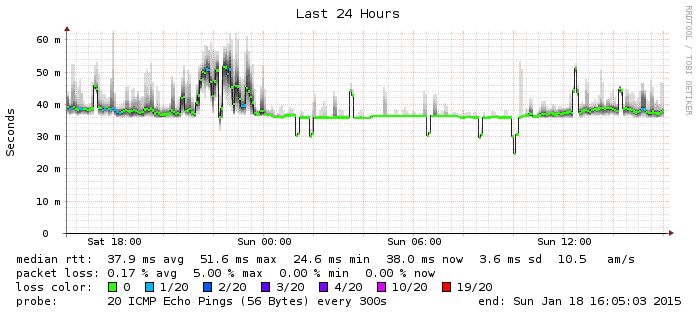 Last 24 Hours
RRDTOOL / TOBI OETIKER
Seconds
60 m
50 m
40 m
30 m
20 m
10 m
0
Sat 18:00 Sun 00:00 Sun 06:00 Sun 12:00
median rtt: 37.9 ms avg 51.6 ms max 24.6 ms min 38.0 ms now 3.6 ms sd 10.5 am/s
packet loss: 0.17 % avg 5.00 % max 0.00 % min 0.00 % now
loss color: 0 1/20 2/20 3/20 4/20 10/20 19/20
probe: 20 ICMP Echo Pings (56 Bytes) every 300s end: Sun Jan 18 16:05:03 2015